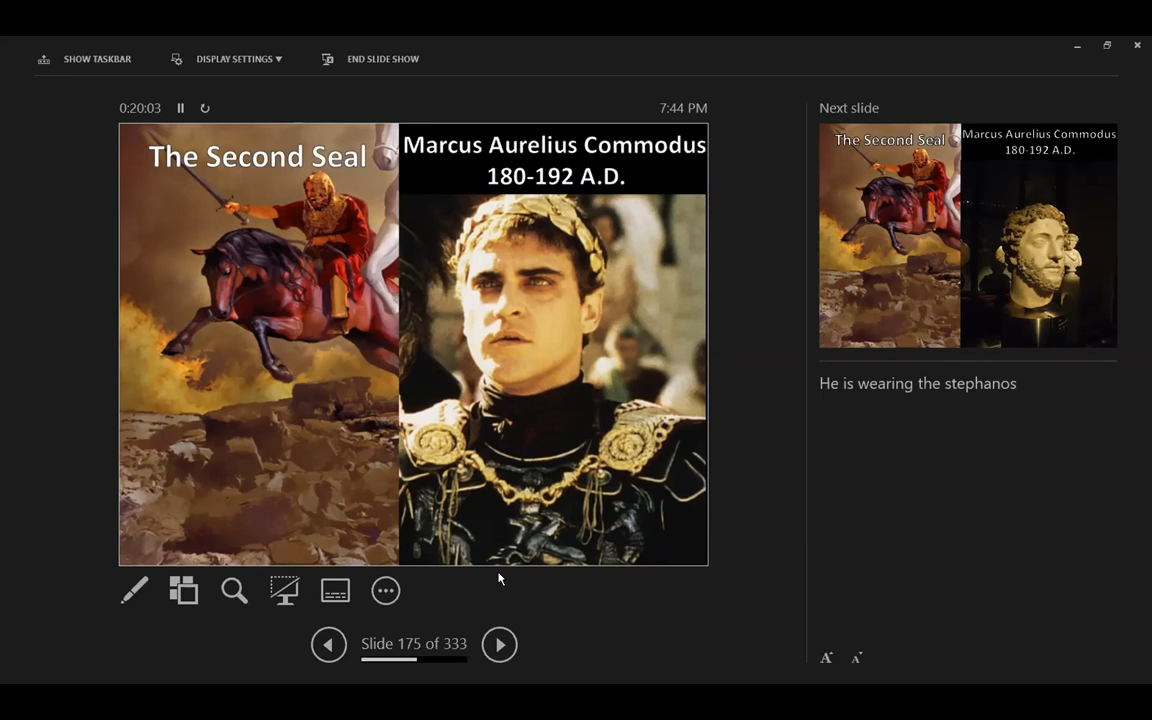 SHOW TASKBAR
DISPLAY SETTINGS ▼
END SLIDE SHOW
0:20:03
7:44 PM
The Second Seal
Marcus Aurelius Commodus
180-192 A.D.
Next slide
The Second Seal
Marcus Aurelius Commodus
180-192 A.D.
He is wearing the stephanos
Slide 175 of 333
A
A